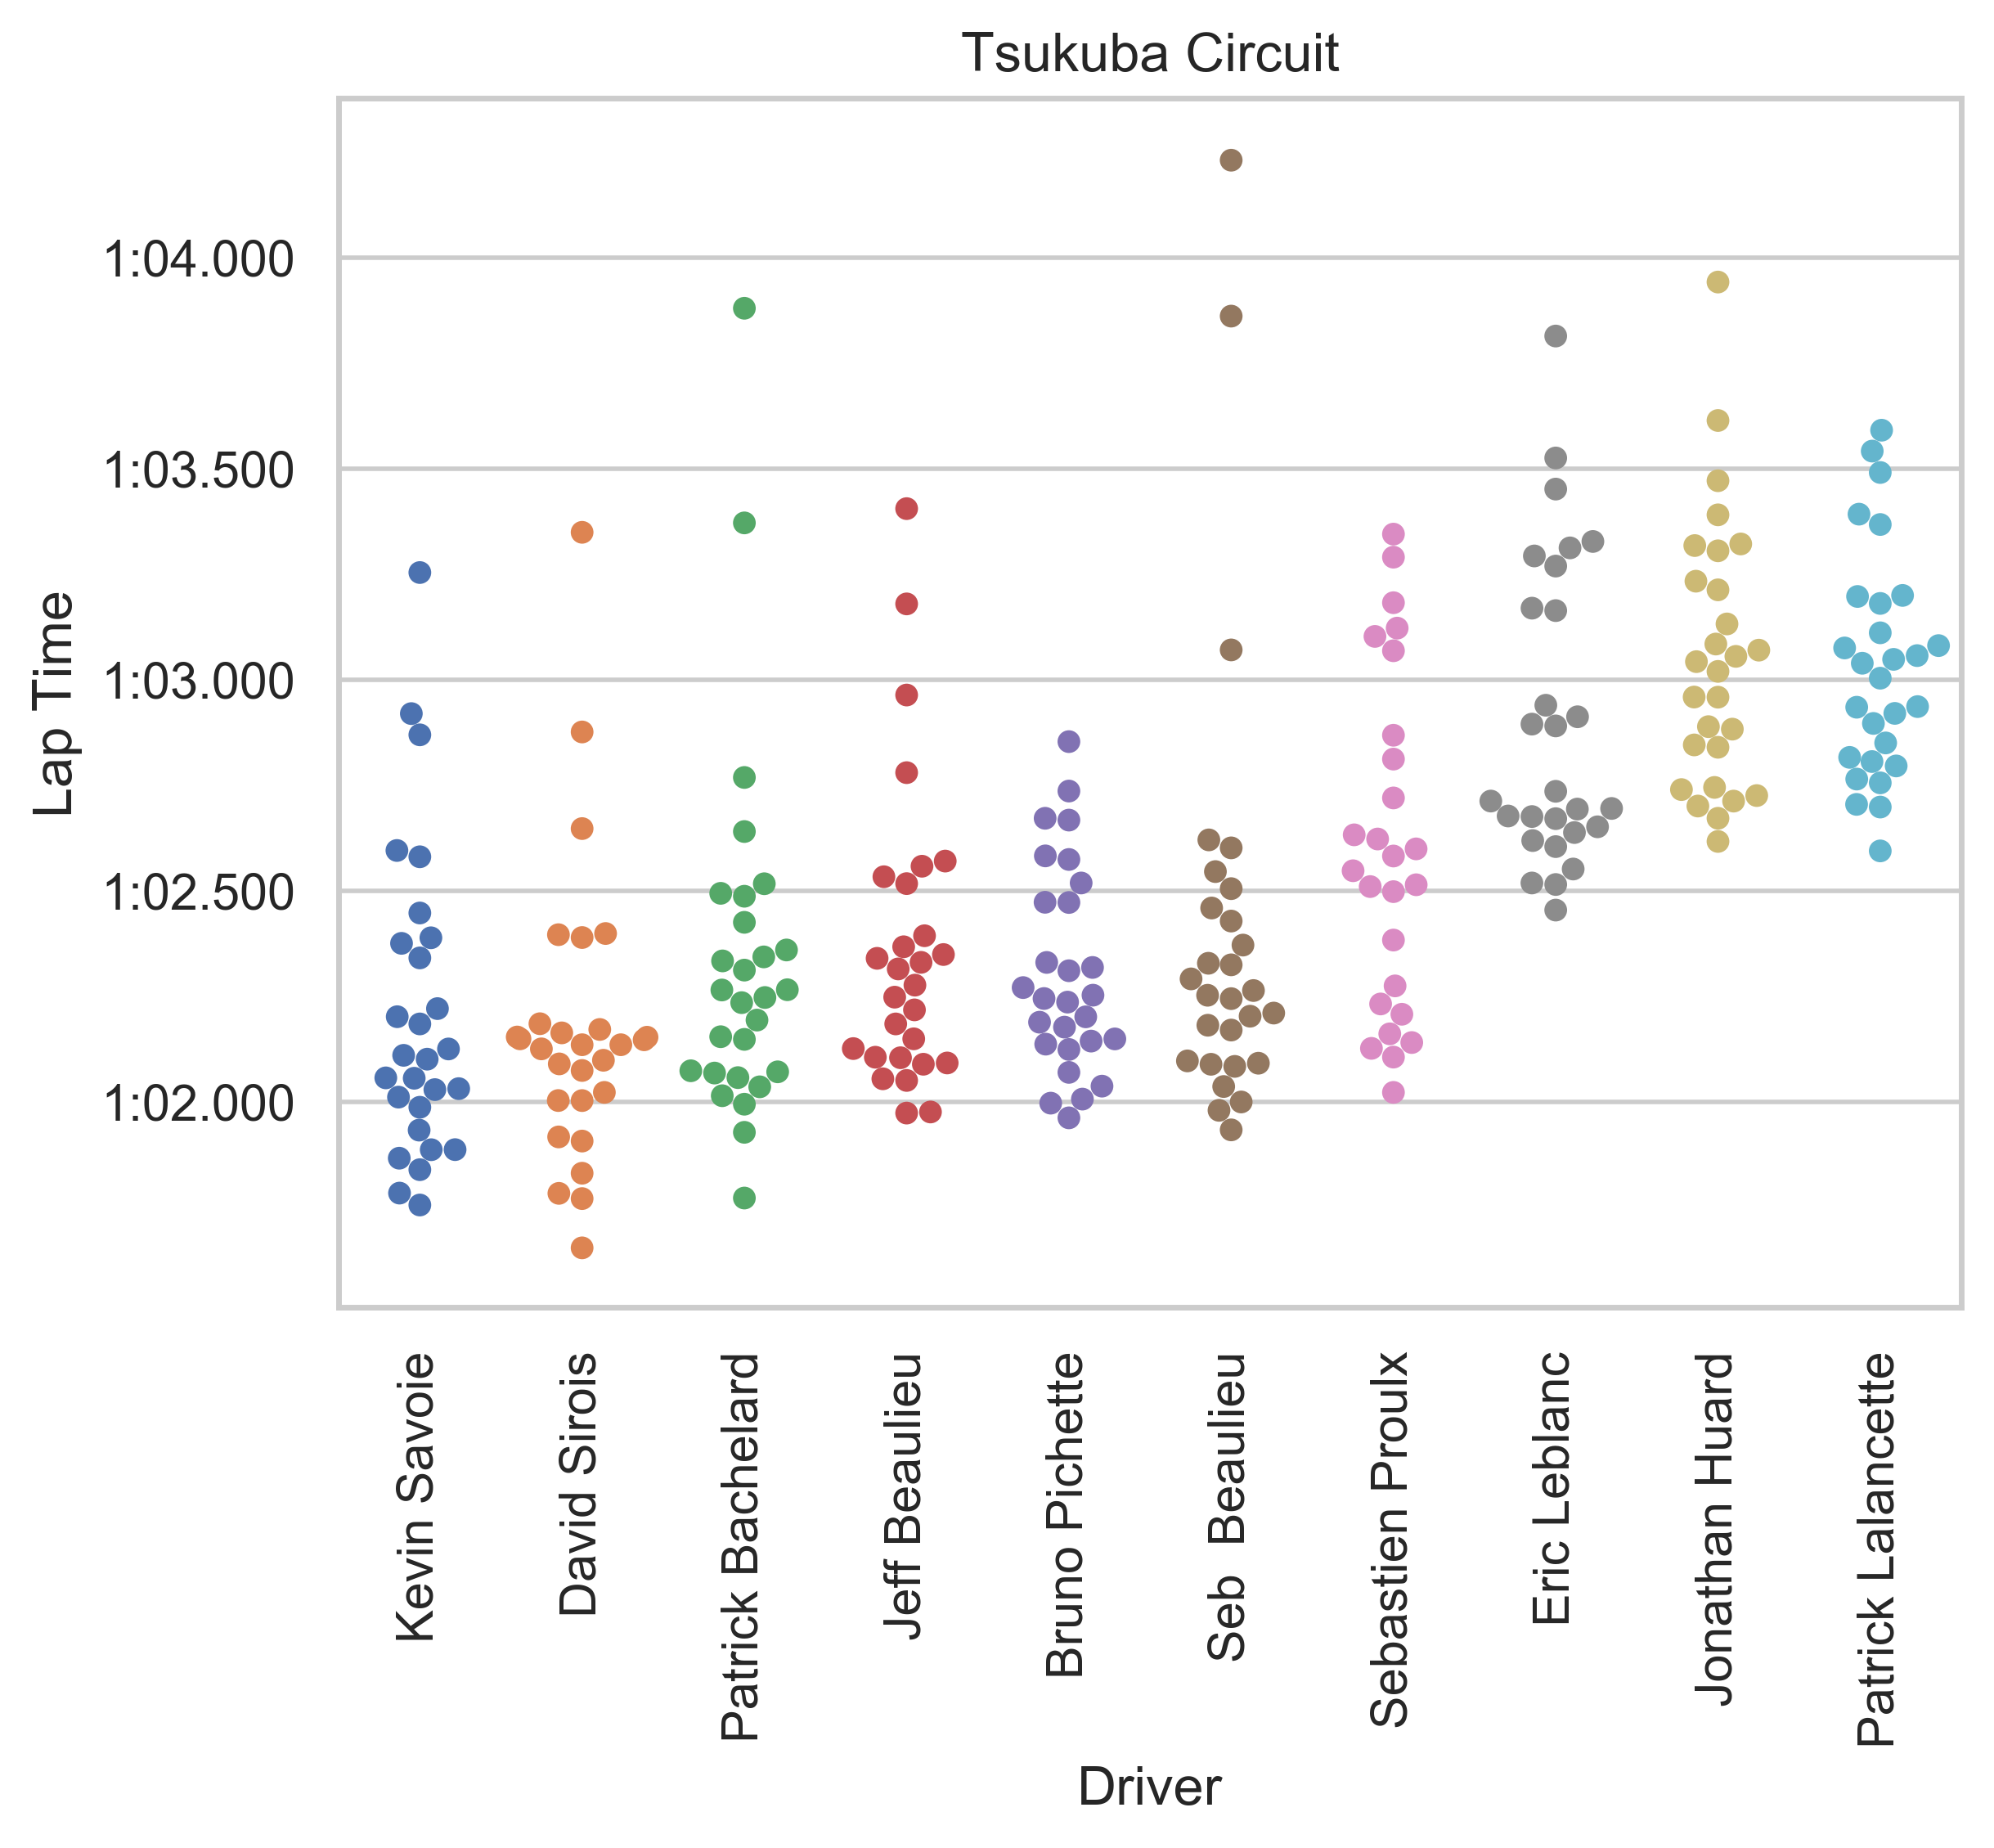 Tsukuba Circuit
Lap Time
1:04.000
1:03.500
1:03.000
1:02.500
1:02.000
Kevin Savoie
David Sirois
Patrick Bachelard
Jeff Beaulieu
Bruno Pichette
Seb  Beaulieu
Sebastien Proulx
Eric Leblanc
Jonathan Huard
Patrick Lalancette
Driver